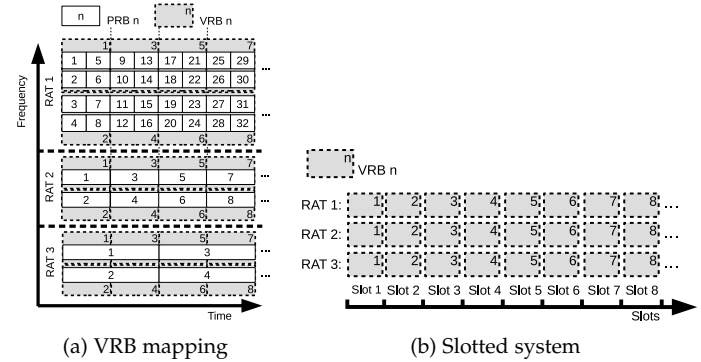 n PRB n n VRB n
Frequency
RAT 1
1 3 5 7
1 5 9 13 17 21 25 29 ...
2 6 10 14 18 22 26 30
3 7 11 15 19 23 27 31
4 8 12 16 20 24 28 32 ...
2 4 6 8
RAT 2
1 3 5 7
1 3 5 7 ...
2 4 6 8 ...
2 4 6 8
RAT 3
1 3 5 7
1 3 ...
2 4 ...
2 4 6 8
Time
(a) VRB mapping
n VRB n
RAT 1: 1 2 3 4 5 6 7 8 ...
RAT 2: 1 2 3 4 5 6 7 8 ...
RAT 3: 1 2 3 4 5 6 7 8 ...
Slot 1 Slot 2 Slot 3 Slot 4 Slot 5 Slot 6 Slot 7 Slot 8
Slots
(b) Slotted system